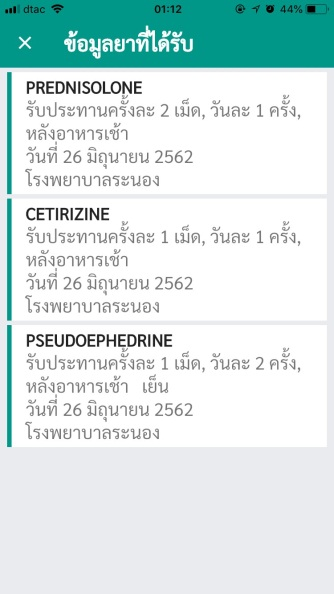 dtac 01:12 44%
ข้อมูลยาที่ได้รับ
PREDNISOLONE
รับประทานครั้งละ 2 เม็ด, วันละ 1 ครั้ง,
หลังอาหารเช้า
วันที่ 26 มิถุนายน 2562
โรงพยาบาลระนอง
CETIRIZINE
รับประทานครั้งละ 1 เม็ด, วันละ 1 ครั้ง,
หลังอาหารเช้า
วันที่ 26 มิถุนายน 2562
โรงพยาบาลระนอง
PSEUDOEPHEDRINE
รับประทานครั้งละ 1 เม็ด, วันละ 2 ครั้ง,
หลังอาหารเช้า เย็น
วันที่ 26 มิถุนายน 2562
โรงพยาบาลระนอง